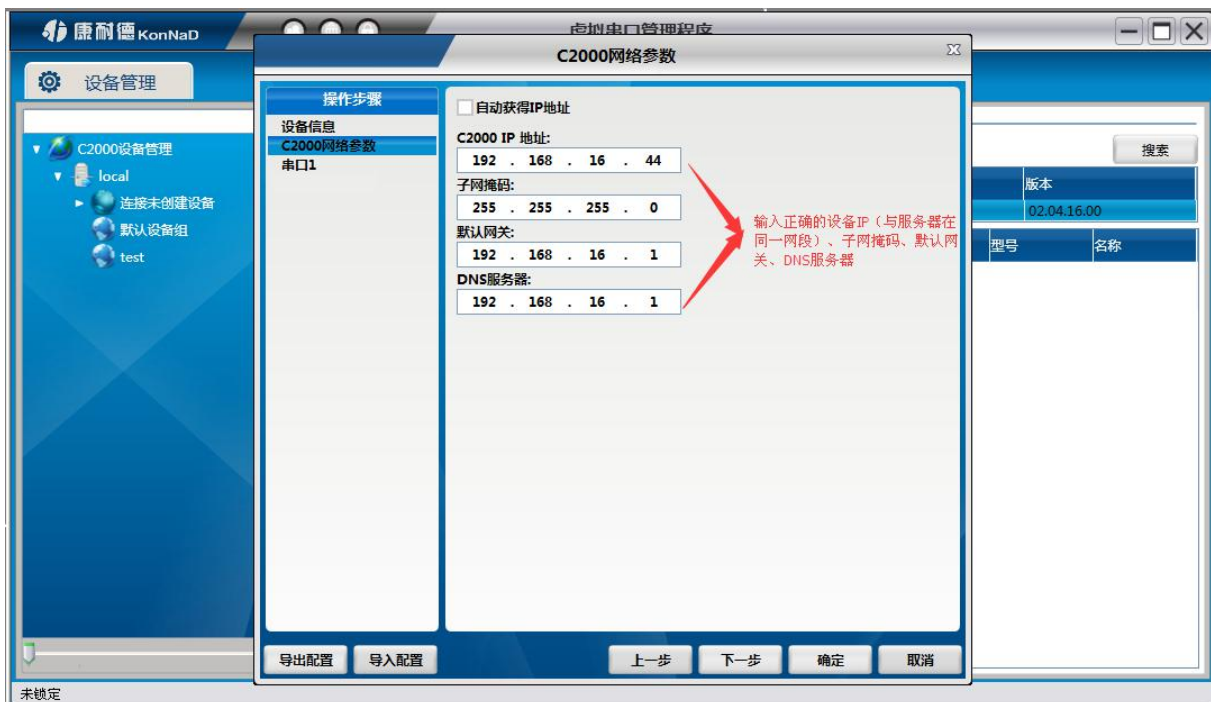 康耐德 KonNaD
虚拟串口管理程序
C2000网络参数
设备管理
操作步骤
设备信息
C2000网络参数
串口1
自动获得IP地址
C2000 IP 地址:
192 . 168 . 16 . 44
子网掩码:
255 . 255 . 255 . 0
默认网关:
192 . 168 . 16 . 1
DNS服务器:
192 . 168 . 16 . 1
输入正确的设备IP（与服务器在
同一网段）、子网掩码、默认网
关、DNS服务器
C2000设备管理
local
连接未创建设备
默认设备组
test
搜索
版本
02.04.16.00
型号 名称
导出配置 导入配置 上一步 下一步 确定 取消
未锁定